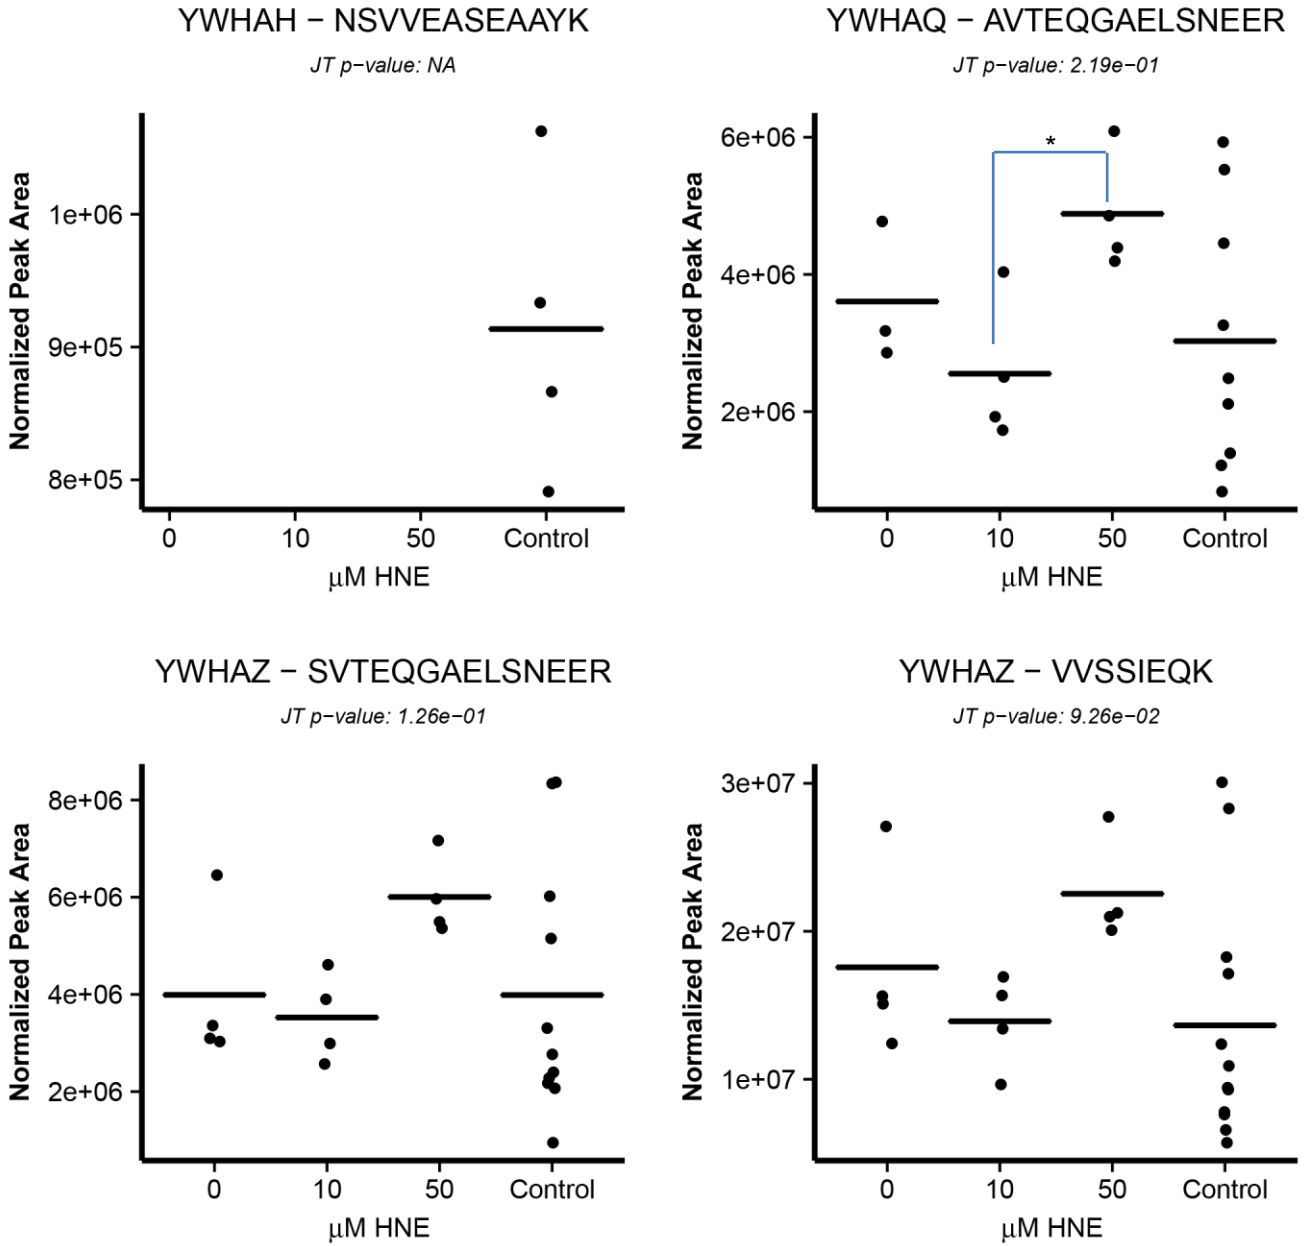 YWHAH − NSVVEASEAAYK
JT p−value: NA
Normalized Peak Area
1e+06
9e+05
8e+05
0 10 50 Control
μM HNE
YWHAQ − AVTEQGAELSNEER
JT p−value: 2.19e−01
Normalized Peak Area
6e+06
4e+06
2e+06
*
0 10 50 Control
μM HNE
YWHAZ − SVTEQGAELSNEER
JT p−value: 1.26e−01
Normalized Peak Area
8e+06
6e+06
4e+06
2e+06
0 10 50 Control
μM HNE
YWHAZ − VVSSIEQK
JT p−value: 9.26e−02
Normalized Peak Area
3e+07
2e+07
1e+07
0 10 50 Control
μM HNE